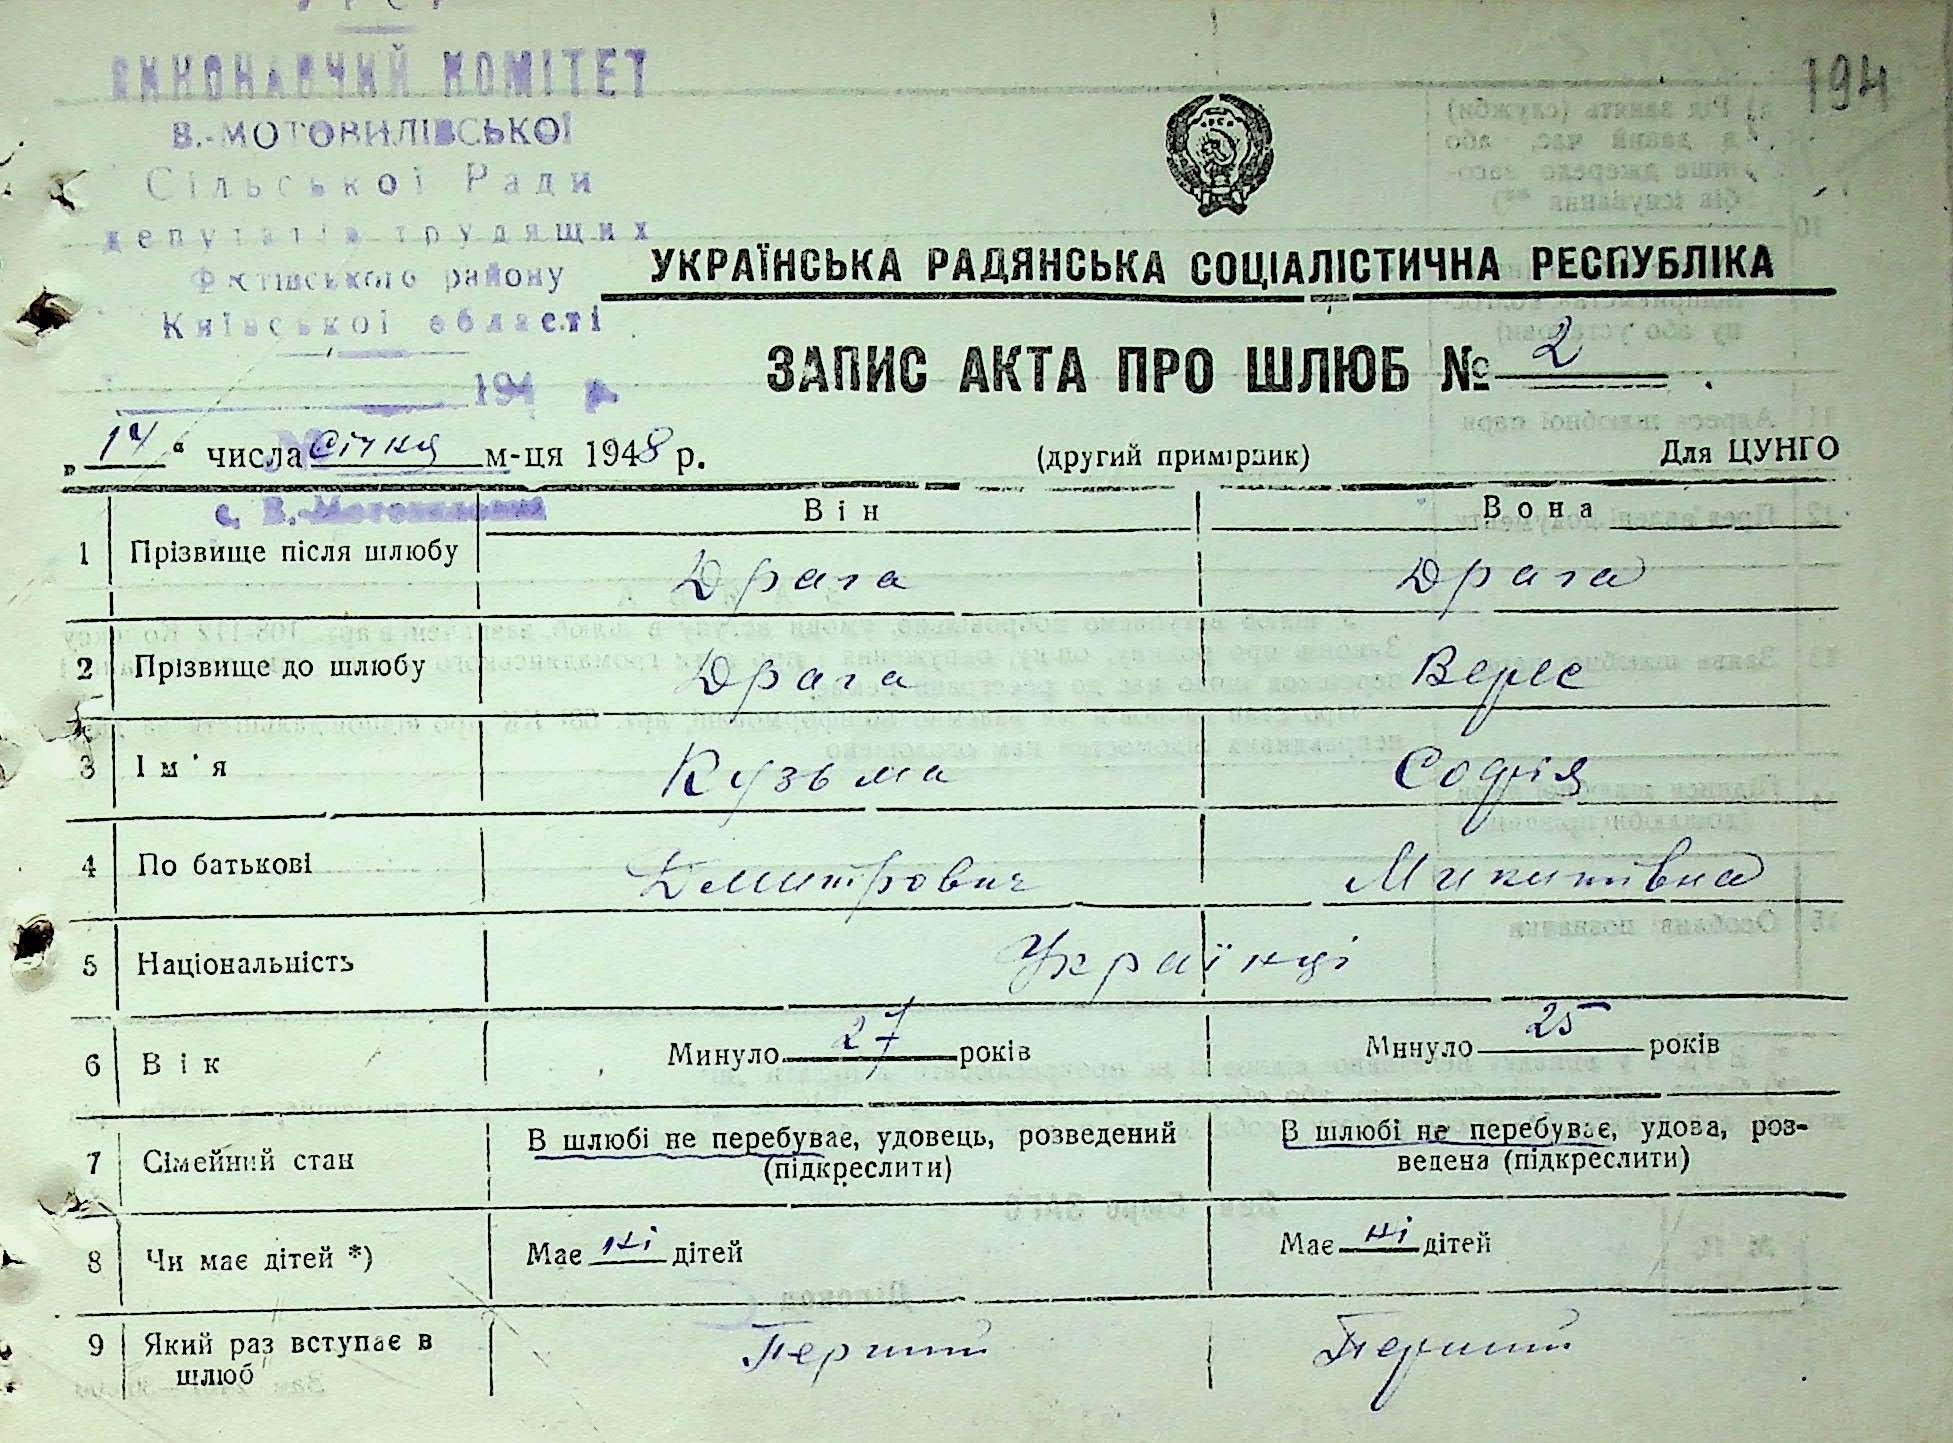 УРСР
ВИКОНАВЧИЙ КОМІТЕТ
В.-МОТОВИЛІВСЬКОЇ
Сільської Ради
депутатів трудящих
Фастівського району
Київської області
194 р.
194
УКРАЇНСЬКА РАДЯНСЬКА СОЦІАЛІСТИЧНА РЕСПУБЛІКА
ЗАПИС АКТА ПРО ШЛЮБ № 2
„14“ числа січня м-ця 1948 р. (другий примірник) Для ЦУНГО
с. В.-Мотовилівка
Він Вона
1 Прізвище після шлюбу Драга Драга
2 Прізвище до шлюбу Драга Верес
3 Ім'я Кузьма Софія
4 По батькові Дмитрович Микитівна
5 Національність Українці
6 Вік Минуло 27 років Минуло 25 років
7 Сімейний стан В шлюбі не перебуває, удовець, розведений (підкреслити) В шлюбі не перебуває, удова, роз-
ведена (підкреслити)
8 Чи має дітей *) Має ні дітей Має ні дітей
9 Який раз вступає в шлюб Перший Перший